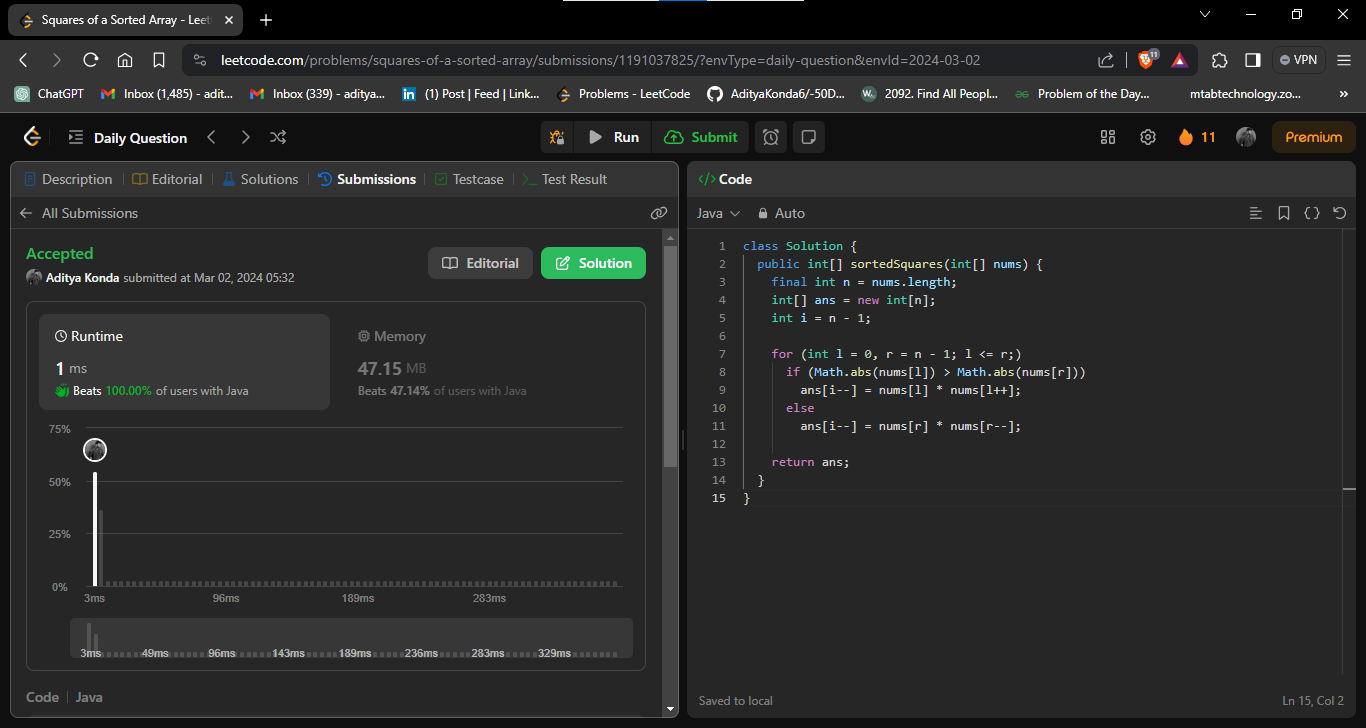 Squares of a Sorted Array - Leet
leetcode.com/problems/squares-of-a-sorted-array/submissions/1191037825/?envType=daily-question&envId=2024-03-02
11
VPN
ChatGPT
Inbox (1,485) - adit...
Inbox (339) - aditya...
(1) Post | Feed | Link...
Problems - LeetCode
AdityaKonda6/-50D...
2092. Find All Peopl...
Problem of the Day...
mtabtechnology.zo...
»
Daily Question
Run
Submit
11
Premium
Description
Editorial
Solutions
Submissions
Testcase
Test Result
All Submissions
Accepted
Aditya Konda submitted at Mar 02, 2024 05:32
Editorial
Solution
Runtime
1 ms
Beats 100.00% of users with Java
Memory
47.15 MB
Beats 47.14% of users with Java
75%
50%
25%
0%
3ms 96ms 189ms 283ms
3ms 49ms 96ms 143ms 189ms 236ms 283ms 329ms
Code | Java
</> Code
Java
Auto
1 class Solution {
2 public int[] sortedSquares(int[] nums) {
3 final int n = nums.length;
4 int[] ans = new int[n];
5 int i = n - 1;
6
7 for (int l = 0, r = n - 1; l <= r;)
8 if (Math.abs(nums[l]) > Math.abs(nums[r]))
9 ans[i--] = nums[l] * nums[l++];
10 else
11 ans[i--] = nums[r] * nums[r--];
12
13 return ans;
14 }
15 }
Saved to local
Ln 15, Col 2